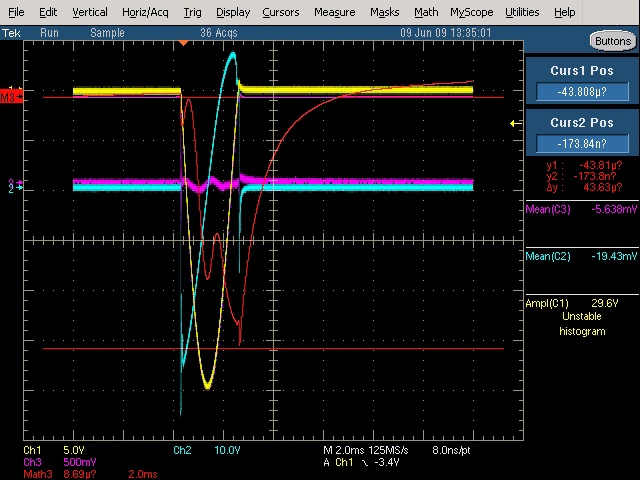 File Edit Vertical Horiz/Acq Trig Display Cursors Measure Masks Math MyScope Utilities Help
Tek Run Sample 36 Acqs 09 Jun 09 13:35:01
Buttons
Curs1 Pos
-43.808µ?
Curs2 Pos
-173.84n?
y1 : -43.81µ?
y2 : -173.8n?
Δy : 43.63µ?
Mean(C3) -5.638mV
Mean(C2) -19.43mV
Ampl(C1) 29.6V
Unstable
histogram
M3
2
Ch1 5.0V Ch2 10.0V M 2.0ms 125MS/s 8.0ns/pt
Ch3 500mV A Ch1 -3.4V
Math3 8.69µ? 2.0ms